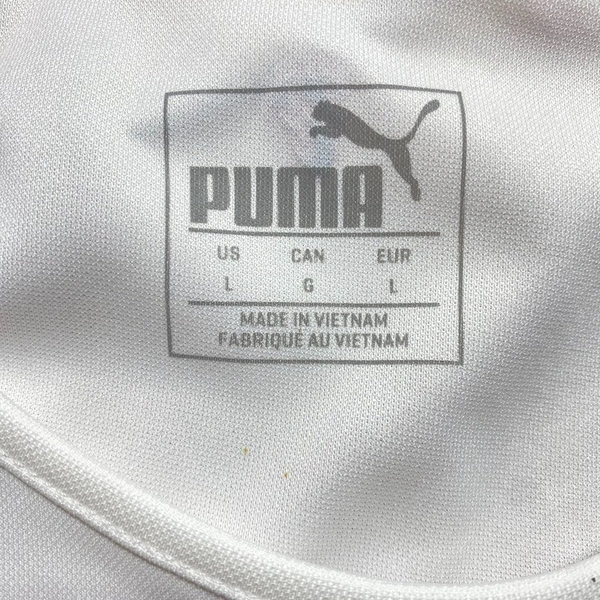 PUMA
US CAN EUR
L G L
MADE IN VIETNAM
FABRIQUÉ AU VIETNAM